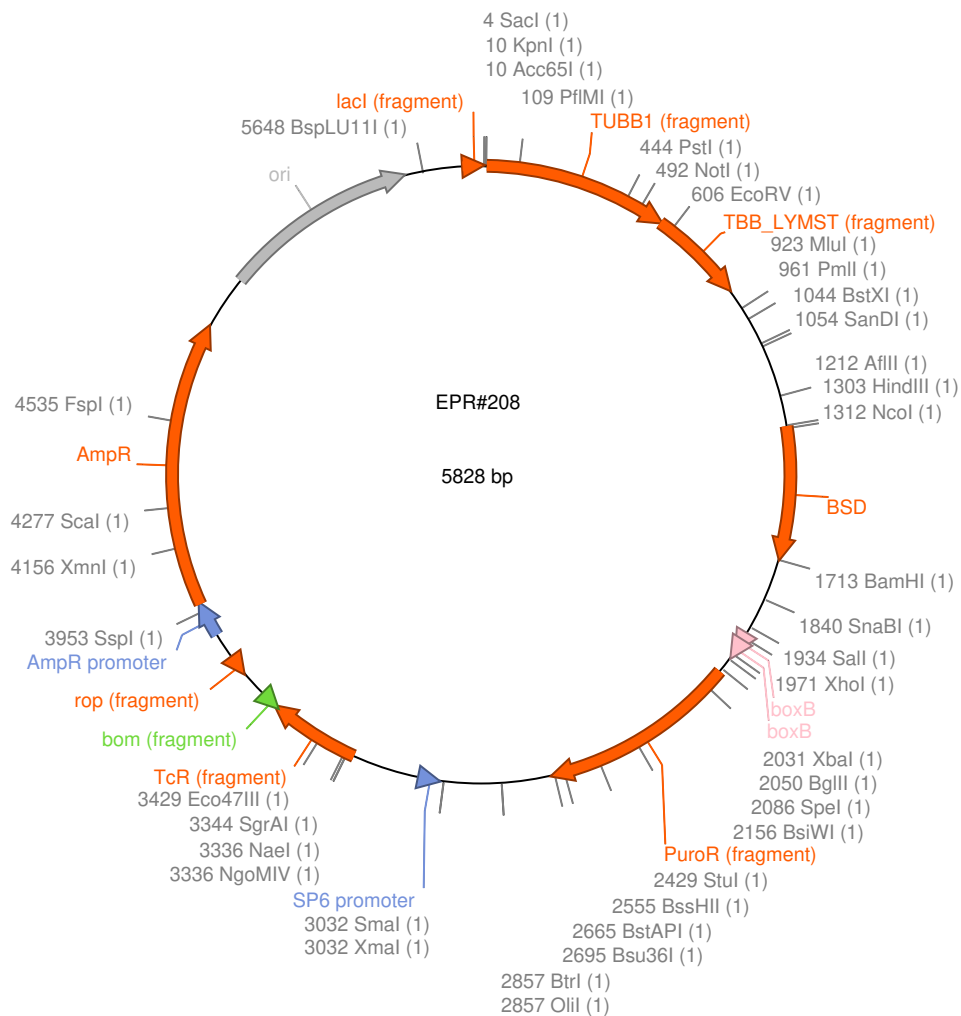 4 SacI (1)
10 KpnI (1)
10 Acc65I (1)
109 PflMI (1)
lacI (fragment)
TUBB1 (fragment)
5648 BspLU11I (1)
444 PstI (1)
492 NotI (1)
ori
606 EcoRV (1)
TBB_LYMST (fragment)
923 MluI (1)
961 PmlI (1)
1044 BstXI (1)
1054 SanDI (1)
1212 AflII (1)
1303 HindIII (1)
1312 NcoI (1)
EPR#208
5828 bp
4535 FspI (1)
AmpR
BSD
4277 ScaI (1)
4156 XmnI (1)
1713 BamHI (1)
1840 SnaBI (1)
3953 SspI (1)
AmpR promoter
1934 SalI (1)
1971 XhoI (1)
rop (fragment)
boxB
boxB
bom (fragment)
2031 XbaI (1)
TcR (fragment)
2050 BglII (1)
3429 Eco47III (1)
2086 SpeI (1)
3344 SgrAI (1)
2156 BsiWI (1)
3336 NaeI (1)
PuroR (fragment)
3336 NgoMIV (1)
2429 StuI (1)
SP6 promoter
2555 BssHII (1)
3032 SmaI (1)
2665 BstAPI (1)
3032 XmaI (1)
2695 Bsu36I (1)
2857 BtrI (1)
2857 OliI (1)